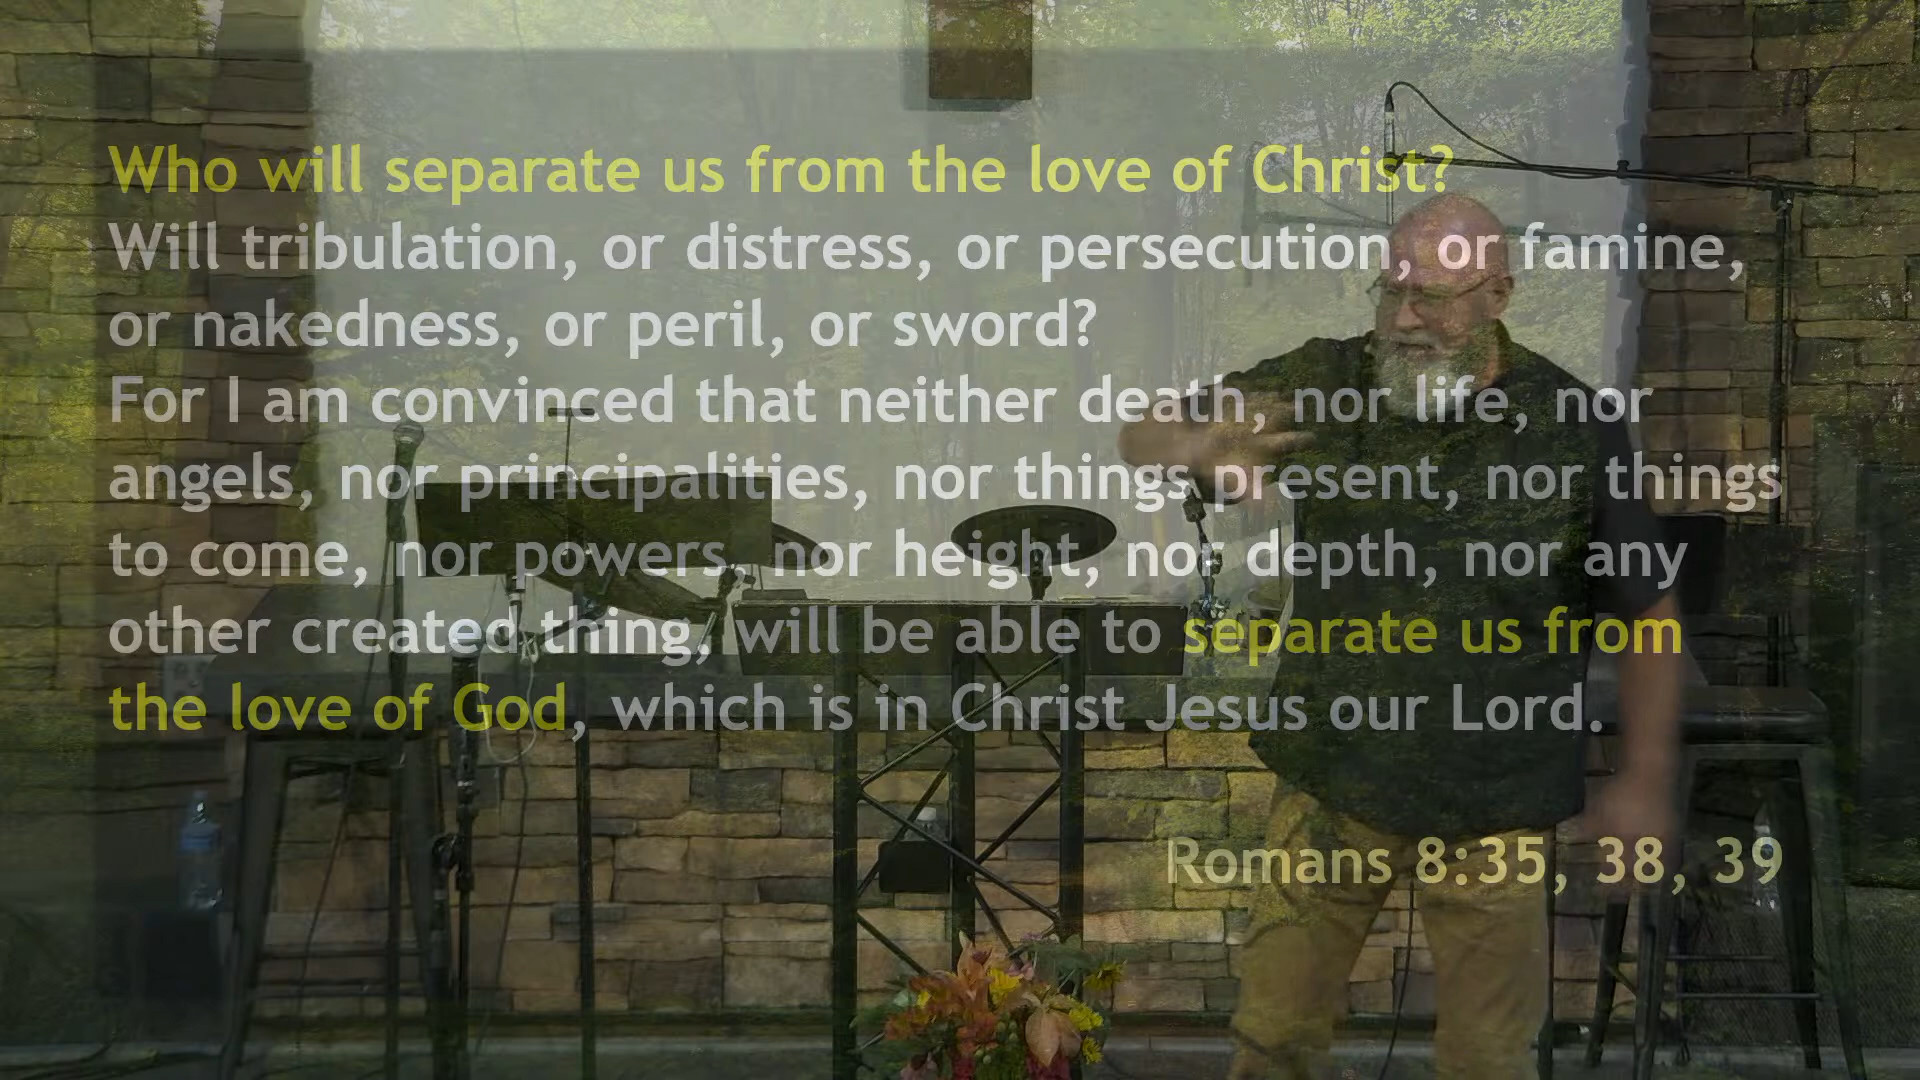 Who will separate us from the love of Christ?
Will tribulation, or distress, or persecution, or famine,
or nakedness, or peril, or sword?
For I am convinced that neither death, nor life, nor
angels, nor principalities, nor things present, nor things
to come, nor powers, nor height, nor depth, nor any
other created thing, will be able to separate us from
the love of God, which is in Christ Jesus our Lord.
Romans 8:35, 38, 39